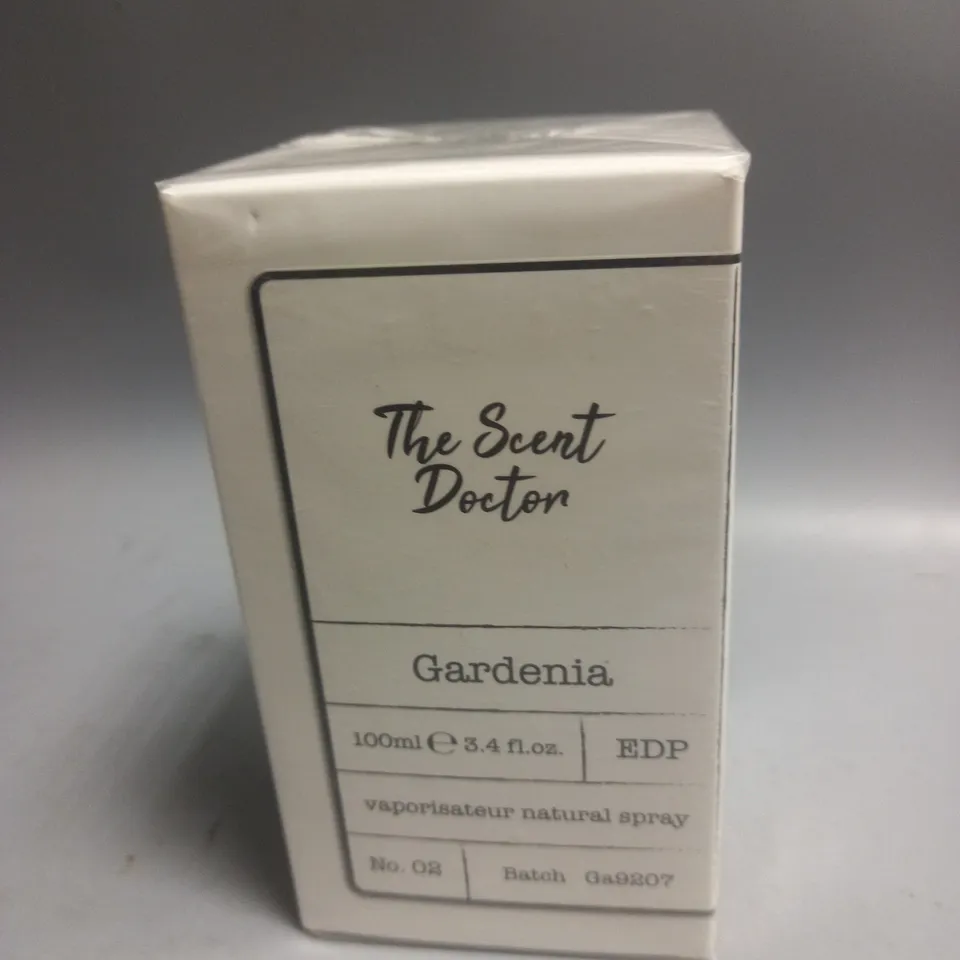 The Scent
Doctor
Gardenia
100ml ℮ 3.4 fl.oz.
EDP
vaporisateur natural spray
No. 02
Batch Ga9207